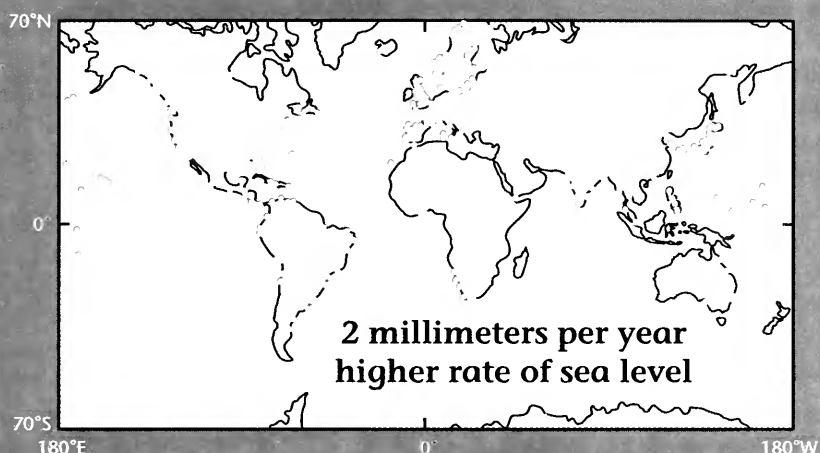 70°N
0°
2 millimeters per year
higher rate of sea level
70°S
180°E 0° 180°W